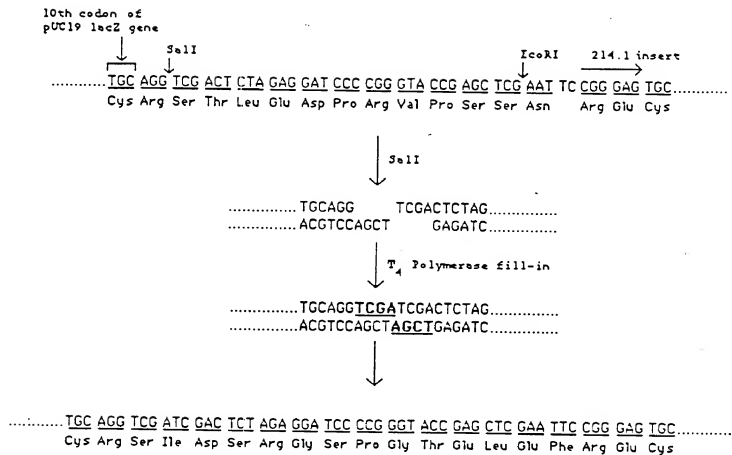 10th codon of
pUC19 lacZ gene
SalI
IcoRI
214.1 insert
............TGC AGG TCG ACT CTA GAG GAT CCC CGG GTA CCG AGC TCG AAT TC CGG GAG TGC............
Cys Arg Ser Thr Leu Glu Asp Pro Arg Val Pro Ser Ser Asn Arg Glu Cys
SalI
...............TGCAGG TCGACTCTAG...............
...............ACGTCCAGCT GAGATC...............
T4 Polymerase fill-in
...............TGCAGGTCGATCGACTCTAG...............
...............ACGTCCAGCTAGCTGAGATC...............
............TGC AGG TCG ATC GAC TCT AGA GGA TCC CCG GGT ACC GAG CTC GAA TTC CGG GAG TGC............
Cys Arg Ser Ile Asp Ser Arg Gly Ser Pro Gly Thr Glu Leu Glu Phe Arg Glu Cys